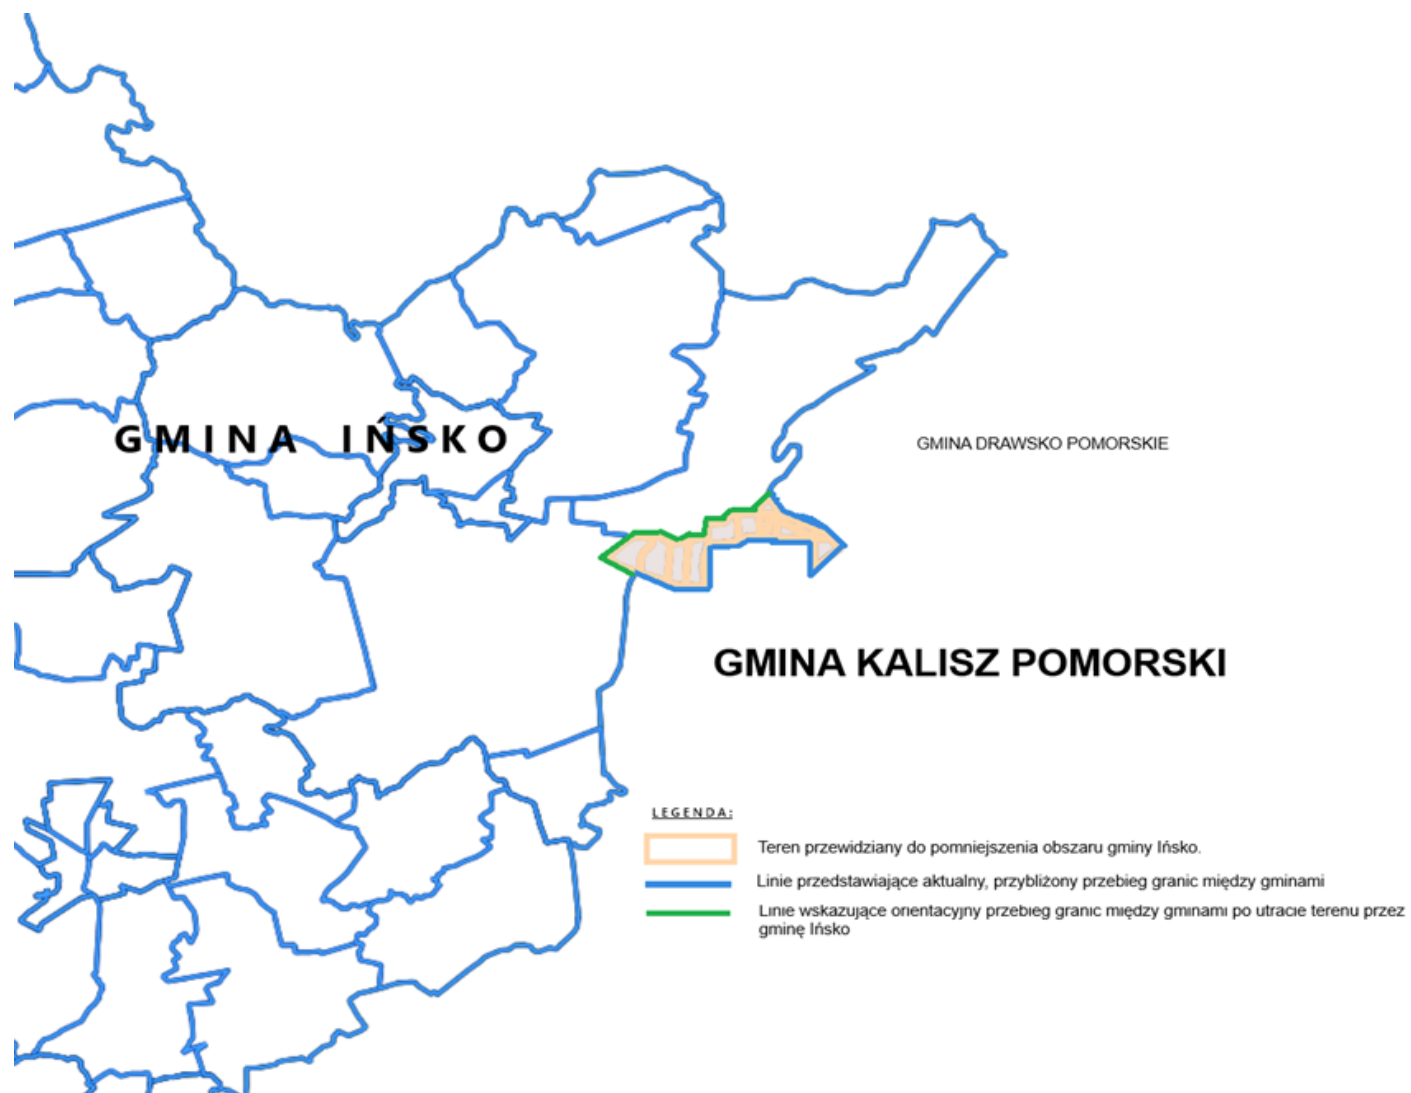 GMINA IŃSKO
GMINA DRAWSKO POMORSKIE
GMINA KALISZ POMORSKI
LEGENDA:
Teren przewidziany do pomniejszenia obszaru gminy Ińsko.
Linie przedstawiające aktualny, przybliżony przebieg granic między gminami
Linie wskazujące orientacyjny przebieg granic między gminami po utracie terenu przez
gminę Ińsko